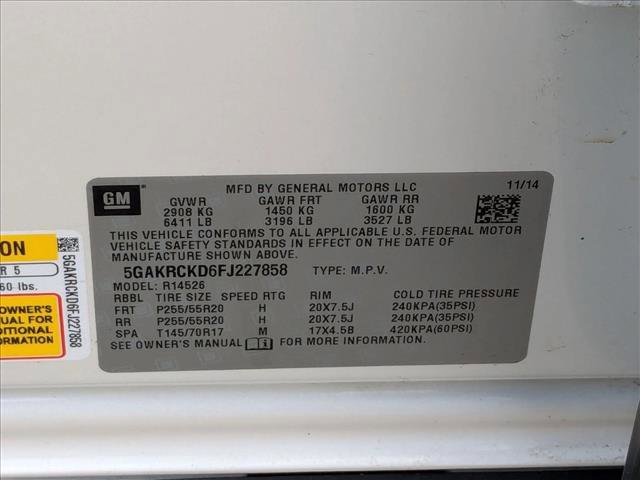 GM
MFD BY GENERAL MOTORS LLC 11/14
GVWR GAWR FRT GAWR RR
2908 KG 1450 KG 1600 KG
6411 LB 3196 LB 3527 LB
THIS VEHICLE CONFORMS TO ALL APPLICABLE U.S. FEDERAL MOTOR
VEHICLE SAFETY STANDARDS IN EFFECT ON THE DATE OF
MANUFACTURE SHOWN ABOVE.
5GAKRCKD6FJ227858 TYPE: M.P.V.
MODEL: R14526
RBBL TIRE SIZE SPEED RTG RIM COLD TIRE PRESSURE
FRT P255/55R20 H 20X7.5J 240KPA(35PSI)
RR P255/55R20 H 20X7.5J 240KPA(35PSI)
SPA T145/70R17 M 17X4.5B 420KPA(60PSI)
SEE OWNER'S MANUAL FOR MORE INFORMATION.
ION
R 5
60 lbs.
OWNER'S
UAL FOR
DITIONAL
RMATION
5GAKRCKD6FJ227858